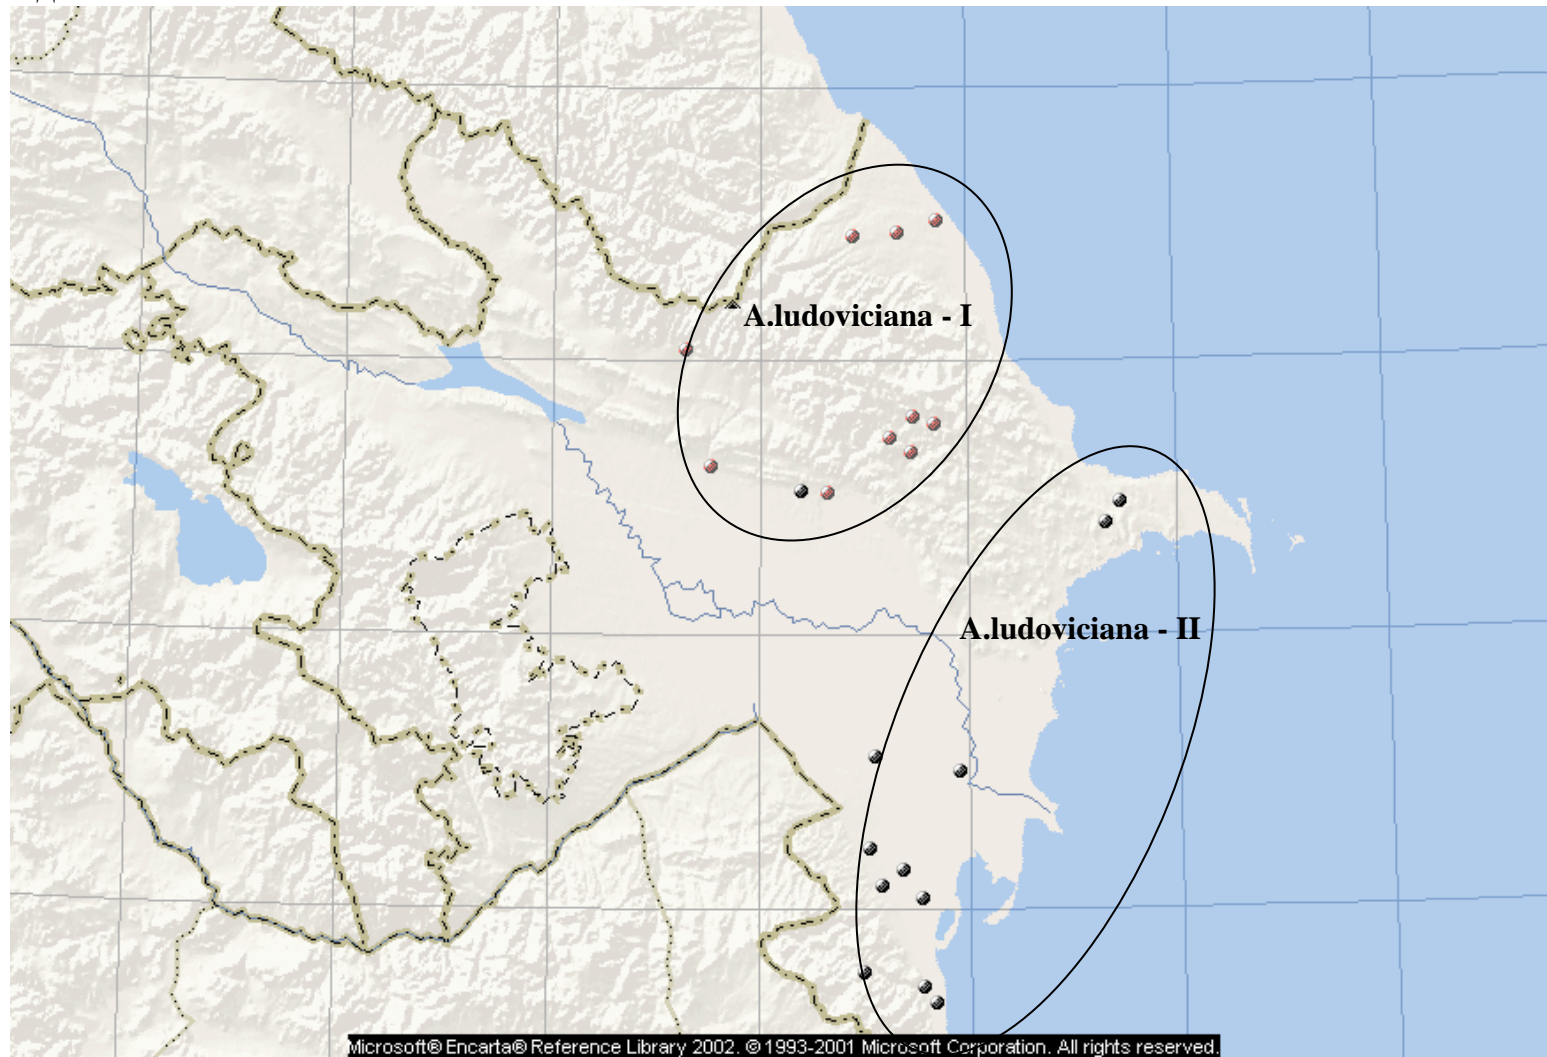 A.ludoviciana - I
A.ludoviciana - II
Microsoft® Encarta® Reference Library 2002. © 1993-2001 Microsoft Corporation. All rights reserved.